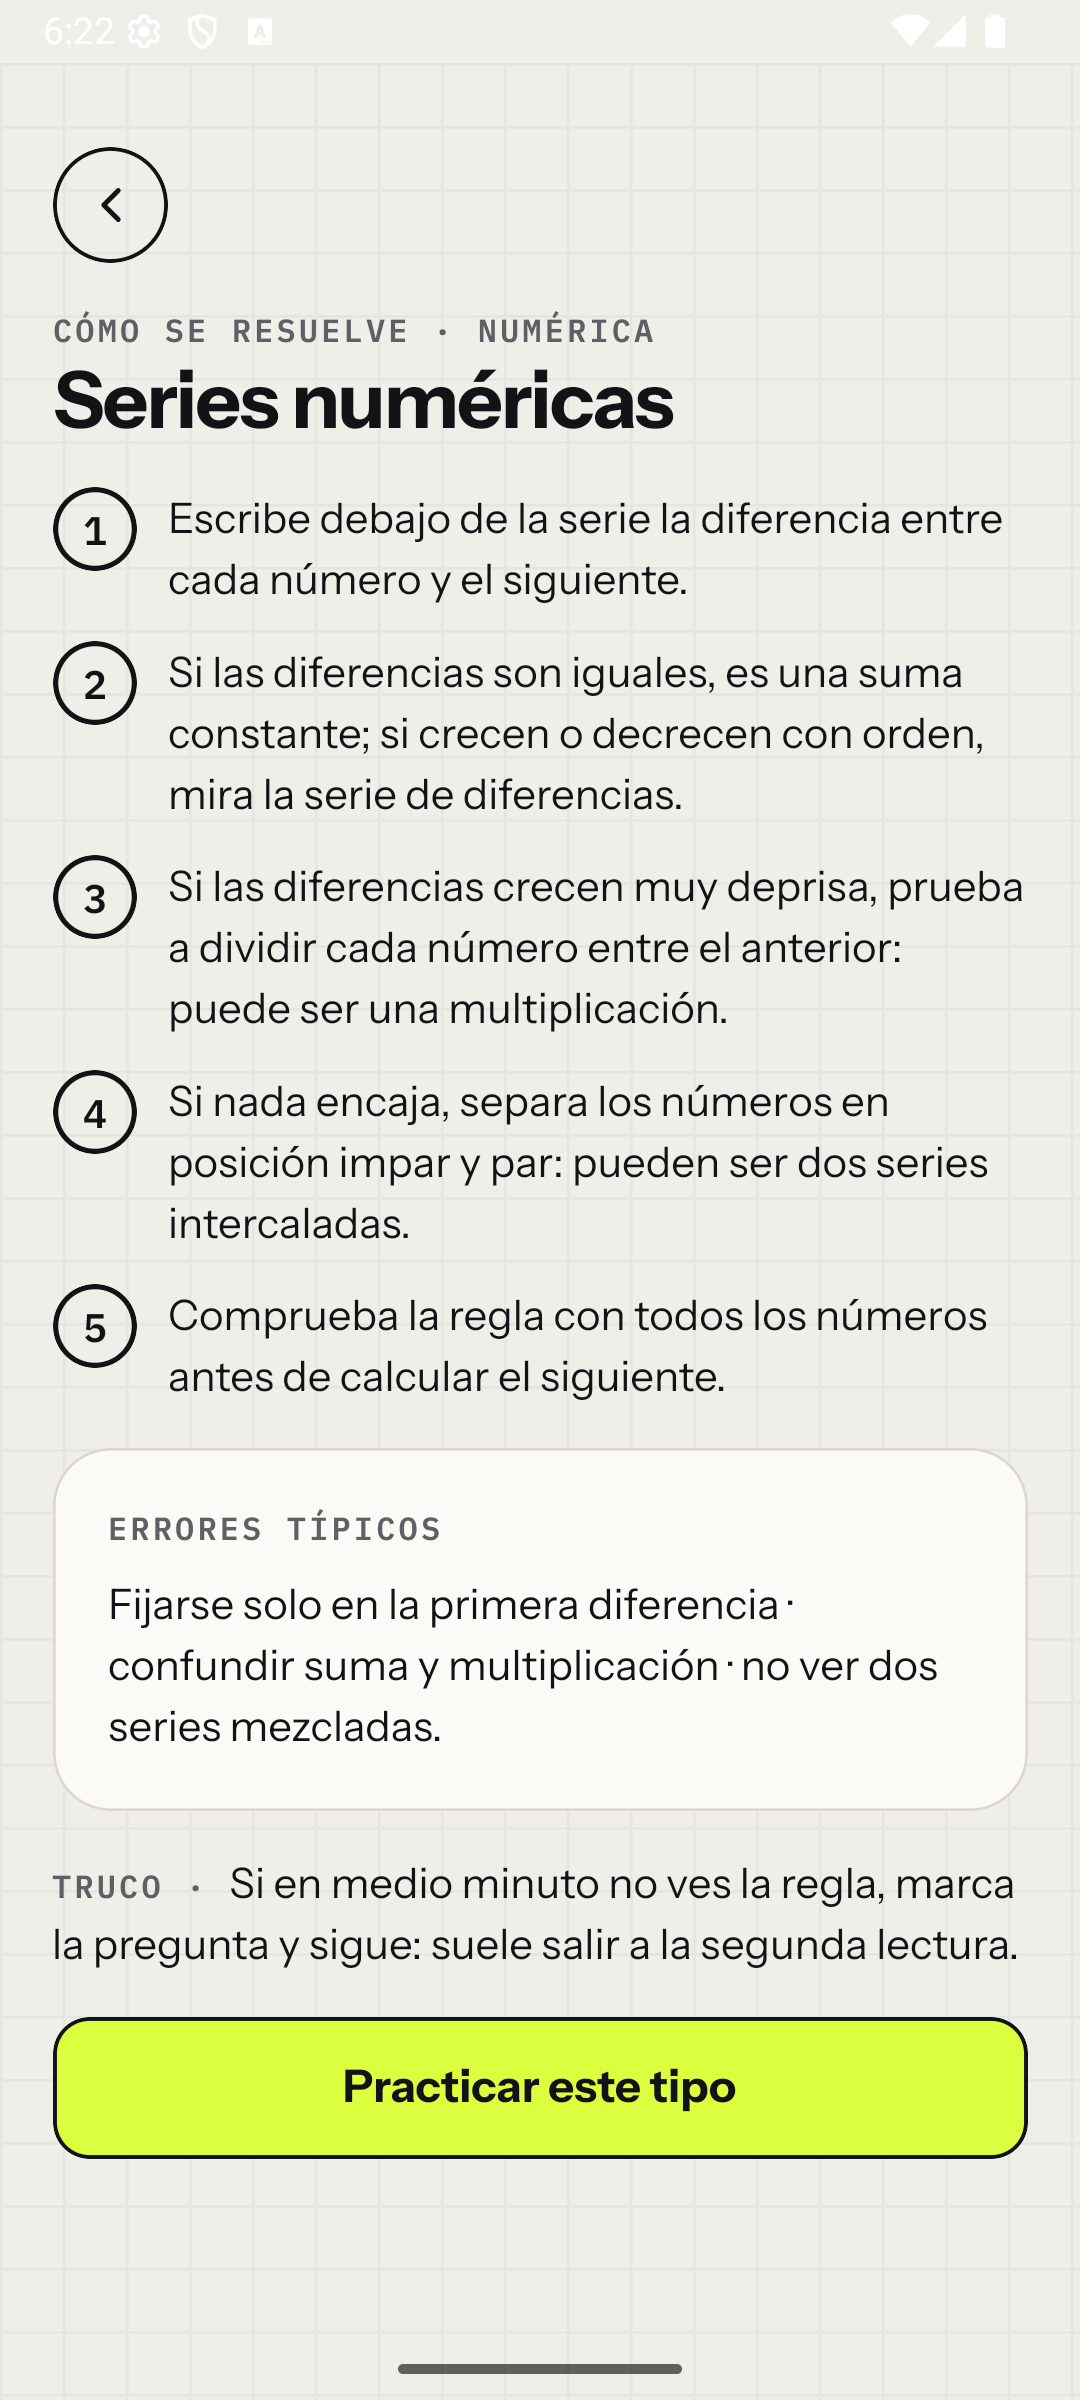 6:22
CÓMO SE RESUELVE · NUMÉRICA
Series numéricas
1 Escribe debajo de la serie la diferencia entre
cada número y el siguiente.
2 Si las diferencias son iguales, es una suma
constante; si crecen o decrecen con orden,
mira la serie de diferencias.
3 Si las diferencias crecen muy deprisa, prueba
a dividir cada número entre el anterior:
puede ser una multiplicación.
4 Si nada encaja, separa los números en
posición impar y par: pueden ser dos series
intercaladas.
5 Comprueba la regla con todos los números
antes de calcular el siguiente.
ERRORES TÍPICOS
Fijarse solo en la primera diferencia ·
confundir suma y multiplicación · no ver dos
series mezcladas.
TRUCO · Si en medio minuto no ves la regla, marca
la pregunta y sigue: suele salir a la segunda lectura.
Practicar este tipo